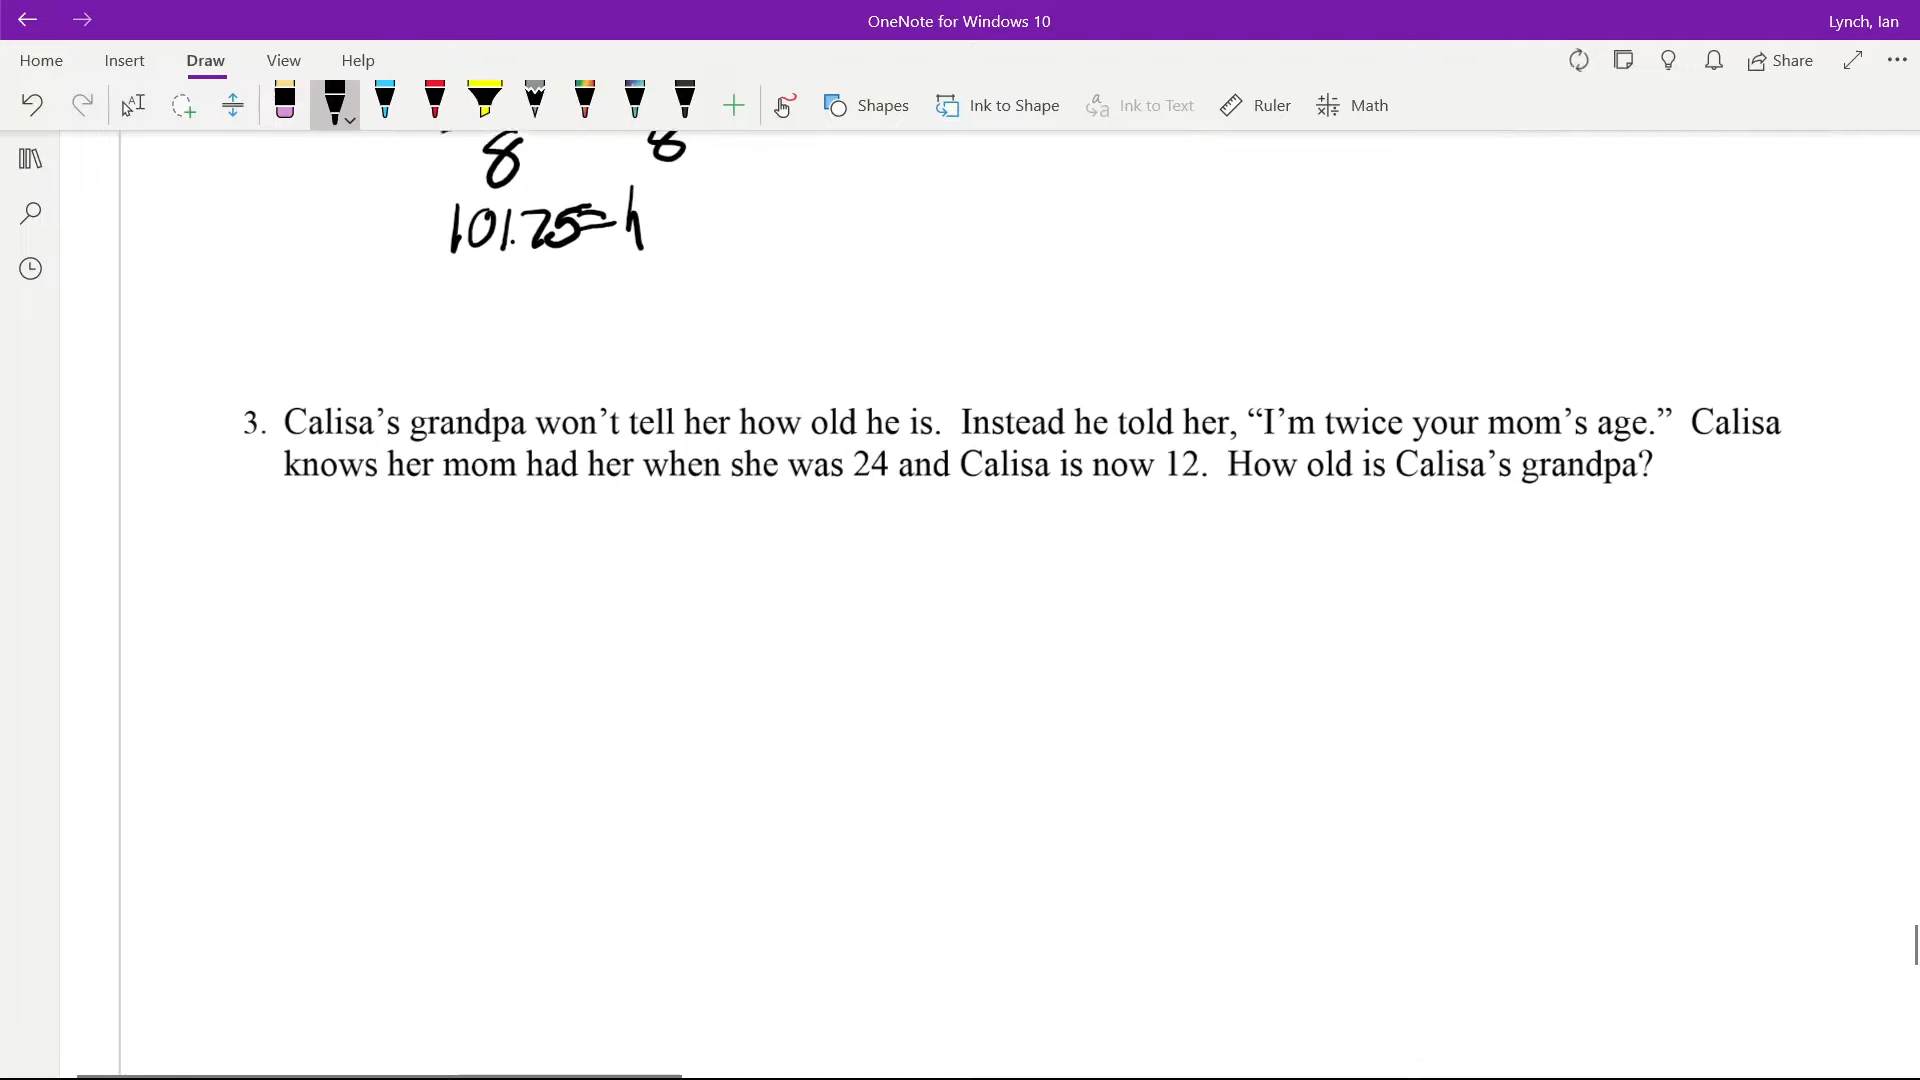 OneNote for Windows 10
Lynch, Ian
Home Insert Draw View Help
Share
Shapes Ink to Shape Ink to Text Ruler Math
8 8
101.75=h
3. Calisa’s grandpa won’t tell her how old he is. Instead he told her, “I’m twice your mom’s age.” Calisa
knows her mom had her when she was 24 and Calisa is now 12. How old is Calisa’s grandpa?